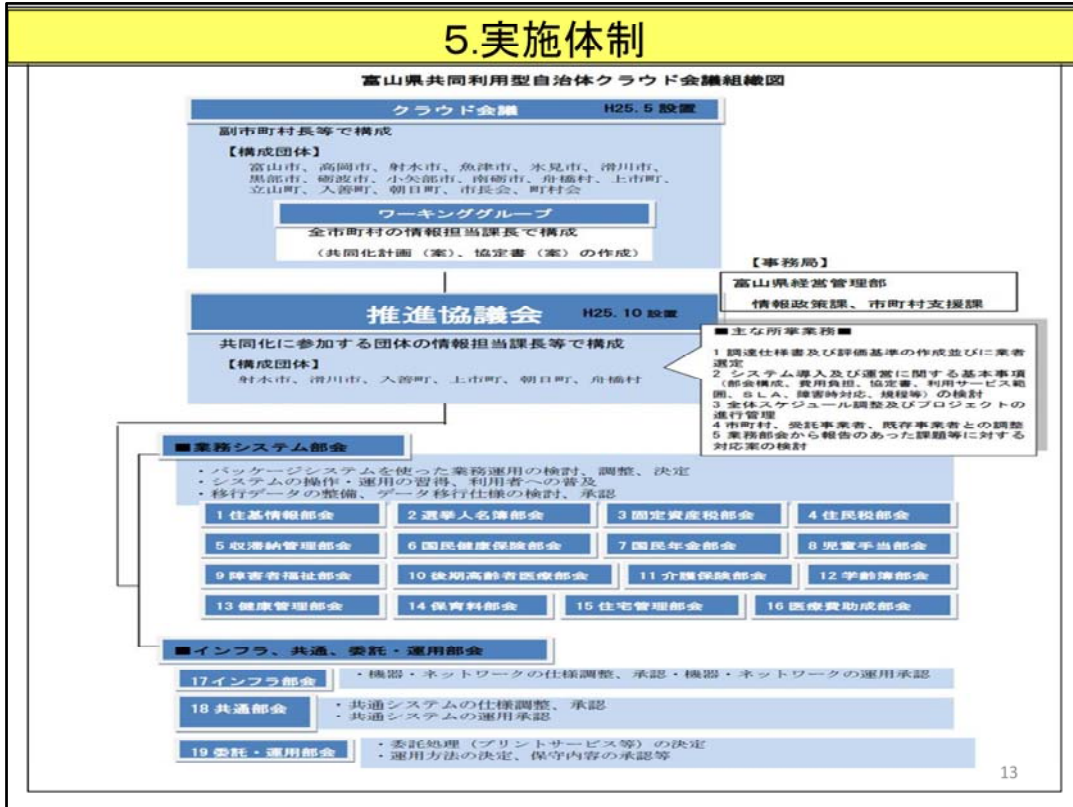 5.実施体制
富山県共同利用型自治体クラウド会議組織図
クラウド会議 H25.5 設置
副市町村長等で構成
【構成団体】
富山市、高岡市、射水市、魚津市、氷見市、滑川市、
黒部市、砺波市、小矢部市、南砺市、舟橋村、上市町、
立山町、入善町、朝日町、市長会、町村会
ワーキンググループ
全市町村の情報担当課長で構成
(共同化計画(案)、協定書(案)の作成)
【事務局】
富山県経営管理部
情報政策課、市町村支援課
推進協議会 H25.10 設置
共同化に参加する団体の情報担当課長等で構成
【構成団体】
射水市、滑川市、入善町、上市町、朝日町、舟橋村
■主な所掌業務■
1 調達仕様書及び評価基準の作成並びに業者
選定
2 システム導入及び運営に関する基本事項
(部会構成、費用負担、協定書、利用サービス範
囲、SLA、障害時対応、規程等)の検討
3 全体スケジュール調整及びプロジェクトの
進行管理
4 市町村、受託事業者、既存事業者との調整
5 業務部会から報告のあった課題等に対する
対応案の検討
■業務システム部会
・パッケージシステムを使った業務運用の検討、調整、決定
・システムの操作・運用の習得、利用者への普及
・移行データの整備、データ移行仕様の検討、承認
1 住基情報部会 2 選挙人名簿部会 3 固定資産税部会 4 住民税部会
5 収滞納管理部会 6 国民健康保険部会 7 国民年金部会 8 児童手当部会
9 障害者福祉部会 10 後期高齢者医療部会 11 介護保険部会 12 学齢簿部会
13 健康管理部会 14 保育料部会 15 住宅管理部会 16 医療費助成部会
■インフラ、共通、委託・運用部会
17 インフラ部会 ・機器・ネットワークの仕様調整、承認・機器・ネットワークの運用承認
18 共通部会 ・共通システムの仕様調整、承認
・共通システムの運用承認
19 委託・運用部会 ・委託処理(プリントサービス等)の決定
・運用方法の決定、保守内容の承認等
13